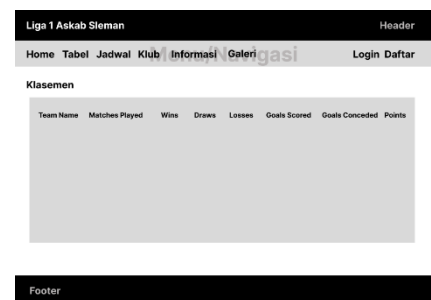 Liga 1 Askab Sleman Header
Menu/Navigasi
Home Tabel Jadwal Klub Informasi Galeri Login Daftar
Klasemen
Team Name Matches Played Wins Draws Losses Goals Scored Goals Conceded Points
Footer